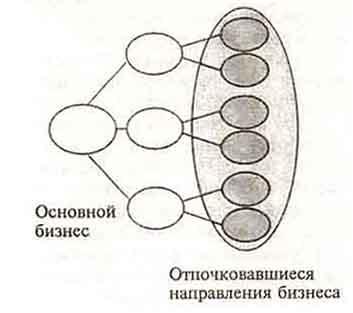 Основной
бизнес
Отпочковавшиеся
направления бизнеса